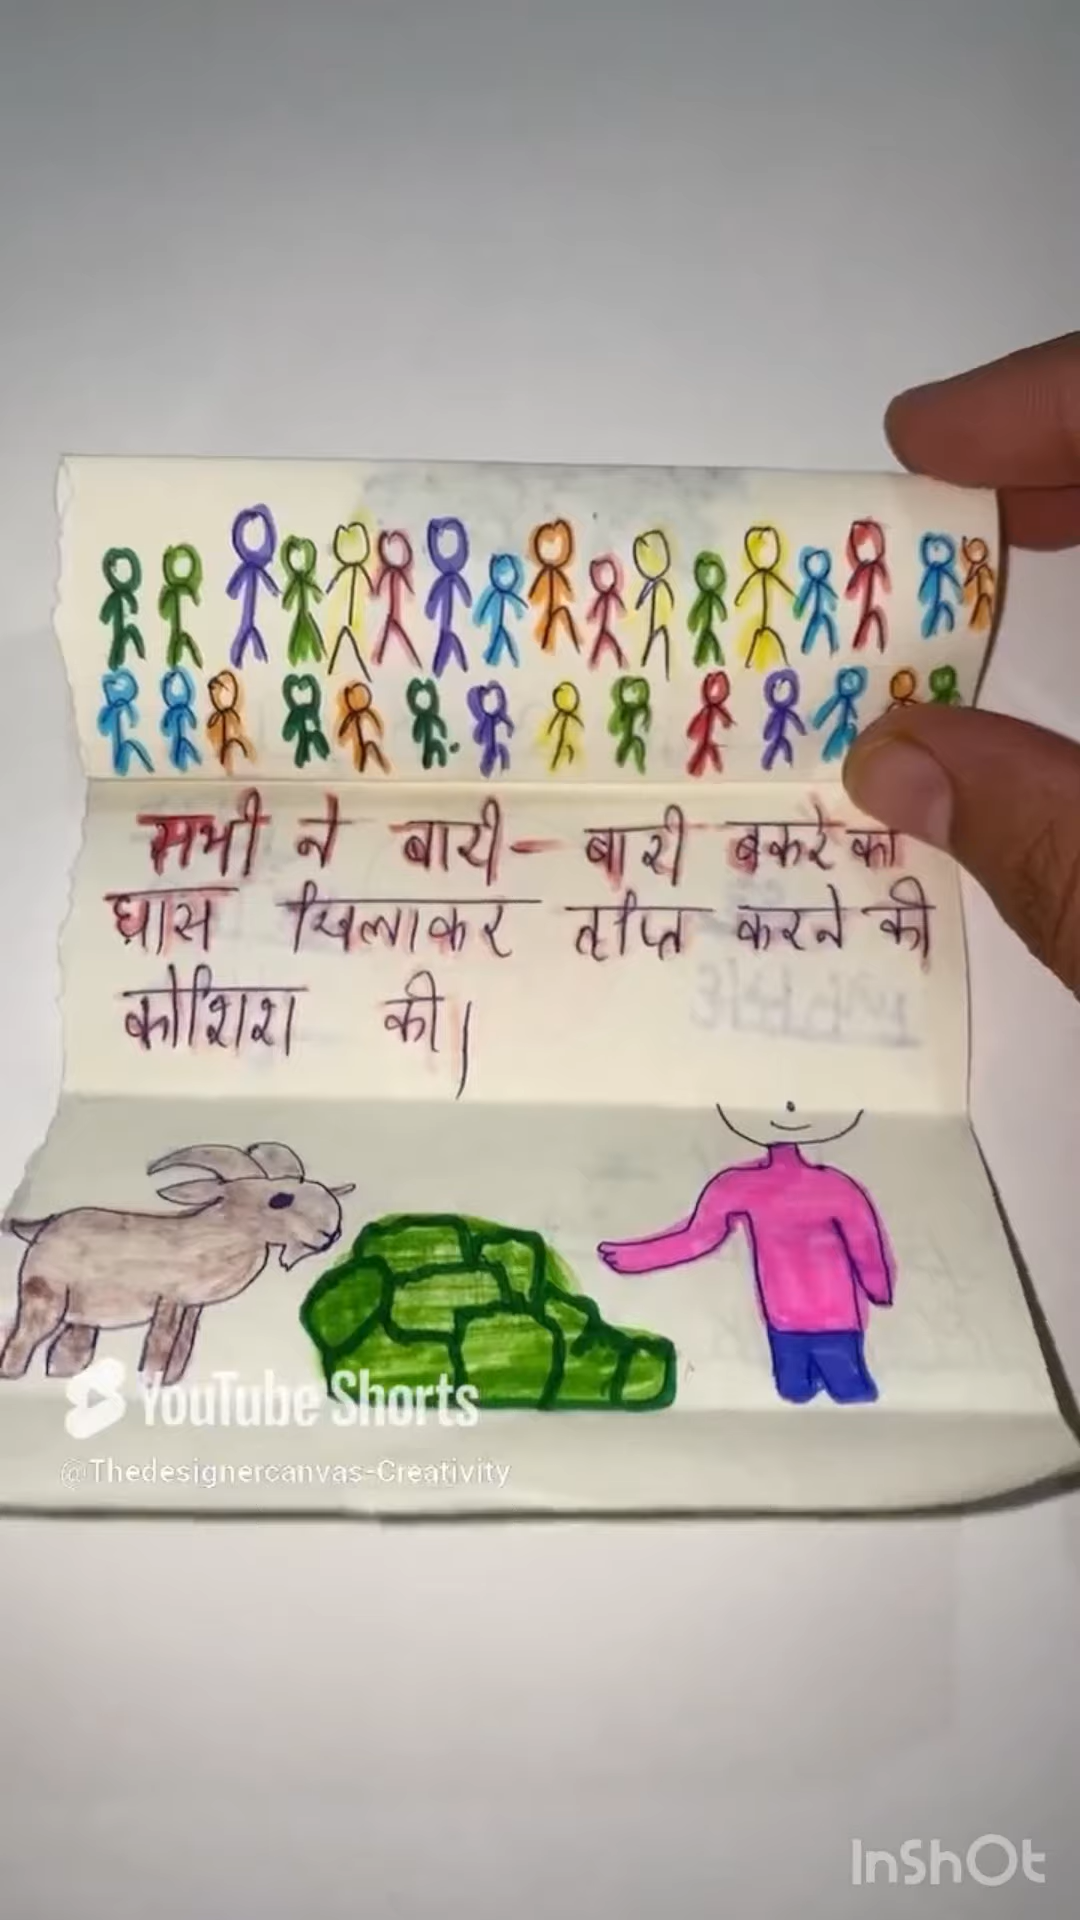 सभी ने बारी- बारी बकरे को
घास खिलाकर तृप्ति करने की
कोशिश की।
YouTube Shorts
@Thedesignercanvas-Creativity
InShOt